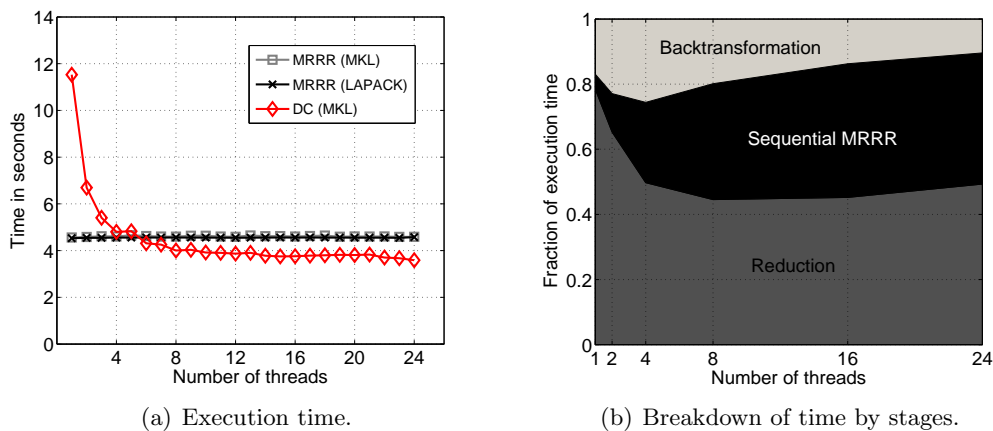 14
12
10
8
6
4
2
0
Time in seconds
MRRR (MKL)
MRRR (LAPACK)
DC (MKL)
4 8 12 16 20 24
Number of threads
(a) Execution time.
1
0.8
0.6
0.4
0.2
0
Fraction of execution time
Backtransformation
Sequential MRRR
Reduction
1 2 4 8 16 24
Number of threads
(b) Breakdown of time by stages.